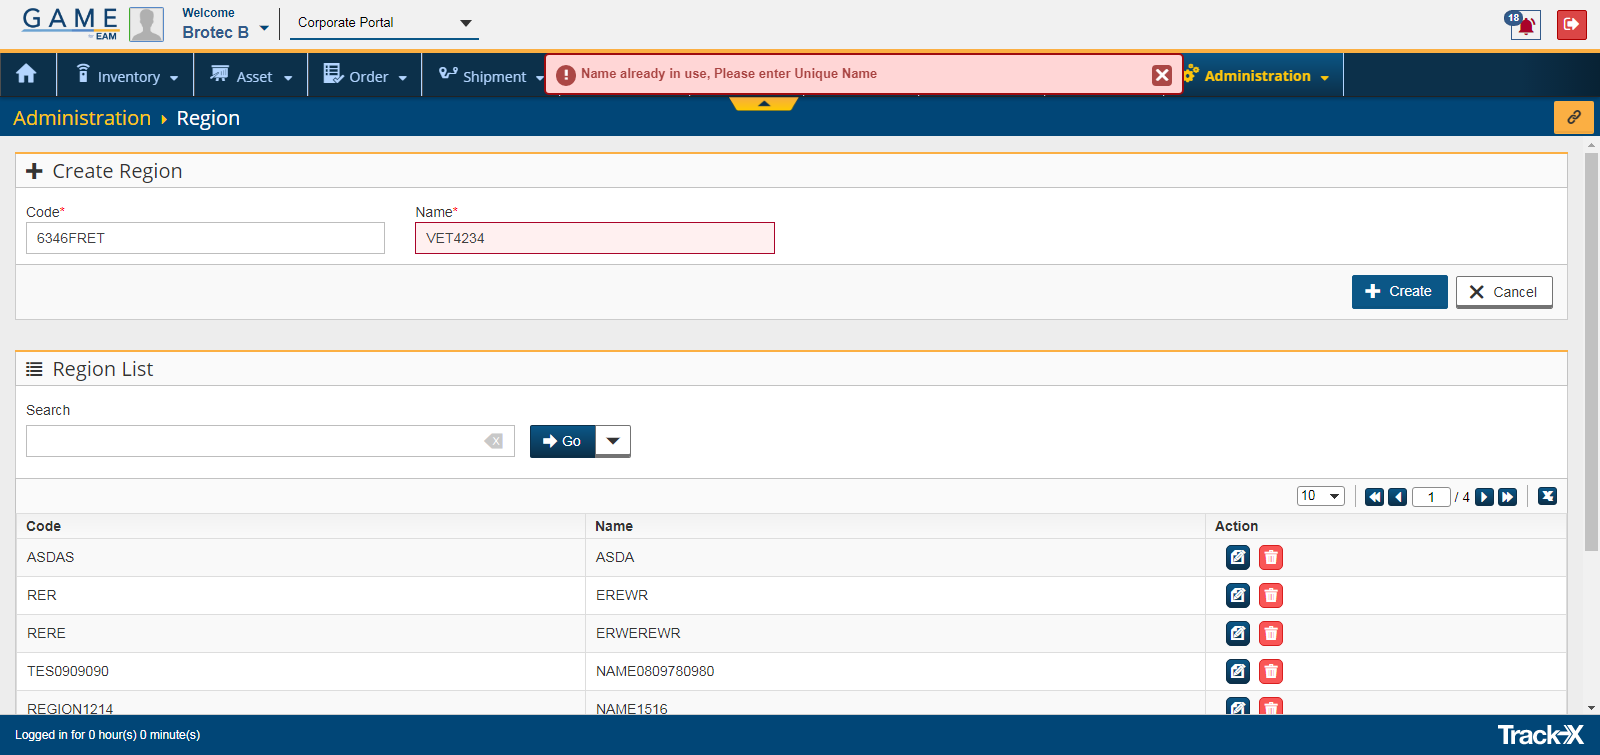 GAME
EAM
Welcome
Brotec B
Corporate Portal
18
Inventory
Asset
Order
Shipment
Name already in use, Please enter Unique Name
Administration
Administration Region
Create Region
Code* Name*
6346FRET VET4234
Create Cancel
Region List
Search
Go
10 1 / 4
Code Name Action
ASDAS ASDA
RER EREWR
RERE ERWEREWR
TES0909090 NAME0809780980
REGION1214 NAME1516
Logged in for 0 hour(s) 0 minute(s)
Track-X